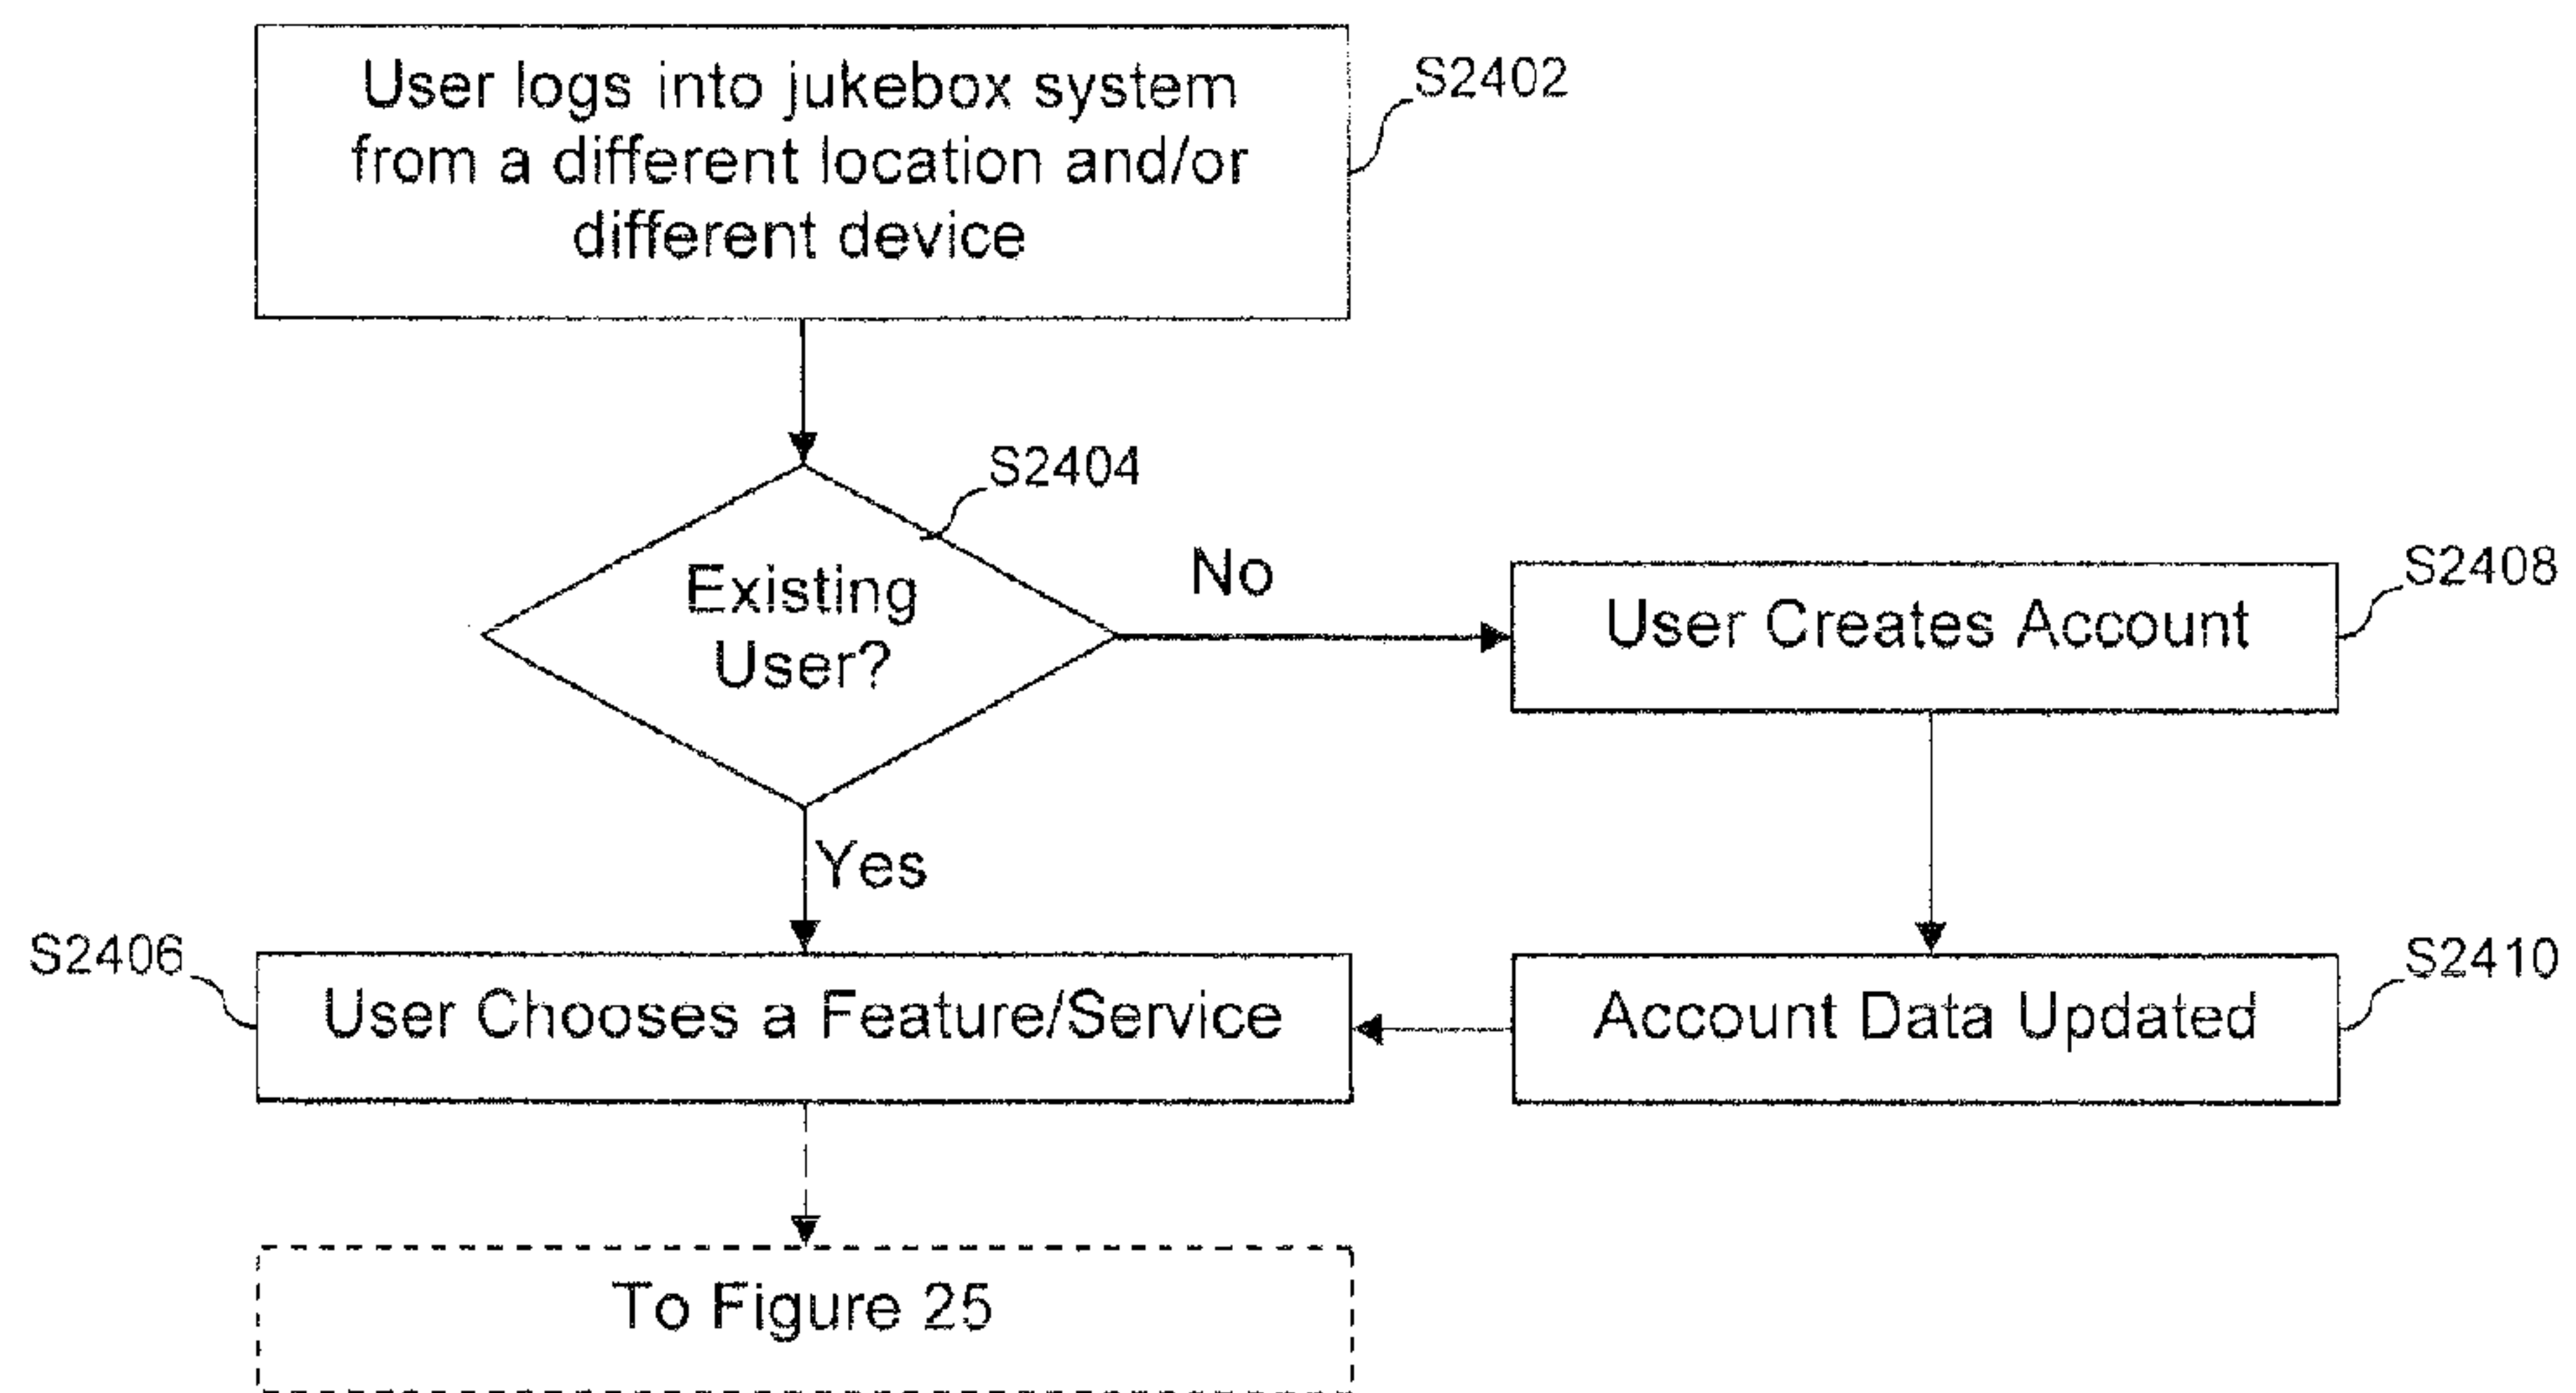 User logs into jukebox system
from a different location and/or
different device
S2402
S2404
Existing
User?
No
User Creates Account
S2408
Yes
S2406
User Chooses a Feature/Service
Account Data Updated
S2410
To Figure 25